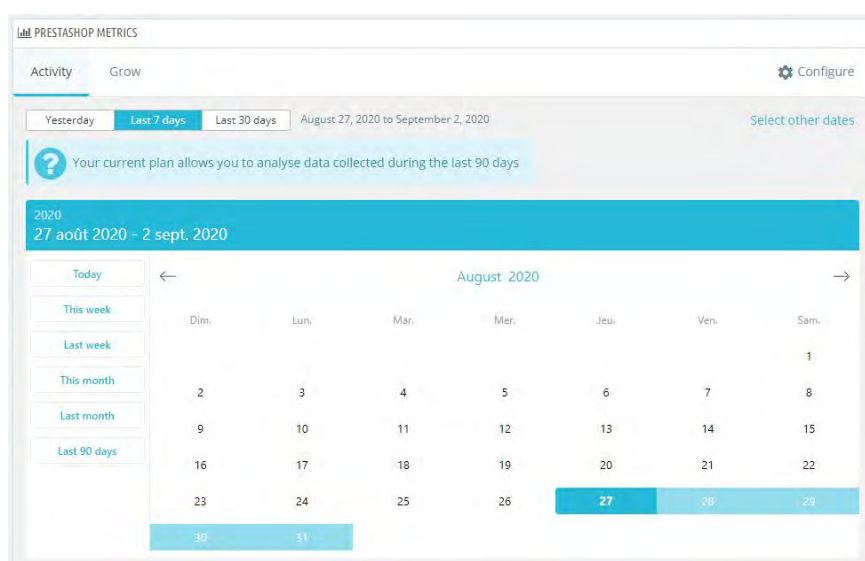 PRESTASHOP METRICS
Activity Grow Configure
Yesterday Last 7 days Last 30 days August 27, 2020 to September 2, 2020 Select other dates
? Your current plan allows you to analyse data collected during the last 90 days
2020
27 août 2020 - 2 sept. 2020
Today
This week
Last week
This month
Last month
Last 90 days
← August 2020 →
Dim. Lun. Mar. Mer. Jeu. Ven. Sam.
1
2 3 4 5 6 7 8
9 10 11 12 13 14 15
16 17 18 19 20 21 22
23 24 25 26 27 28 29
30 31